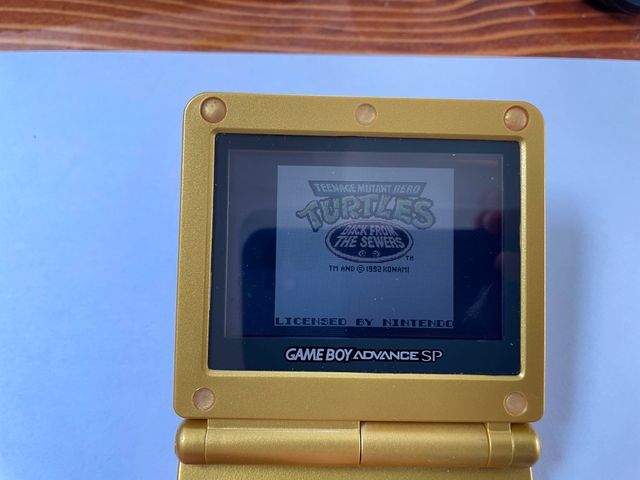 TEENAGE MUTANT HERO
TURTLES
BACK FROM
THE SEWERS
TM
TM AND © 1992 KONAMI
LICENSED BY NINTENDO
GAME BOY ADVANCE SP